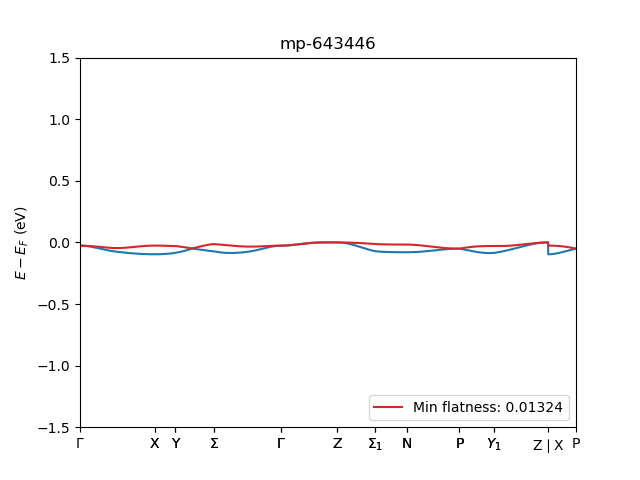 mp-643446
E − E_F (eV)
1.5
1.0
0.5
0.0
−0.5
−1.0
−1.5
Min flatness: 0.01324
Γ X Y Σ Γ Z Σ₁ N P Y₁ Z | X P